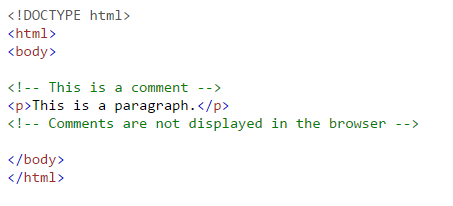 <!DOCTYPE html>
<html>
<body>
<!-- This is a comment -->
<p>This is a paragraph.</p>
<!-- Comments are not displayed in the browser -->
</body>
</html>